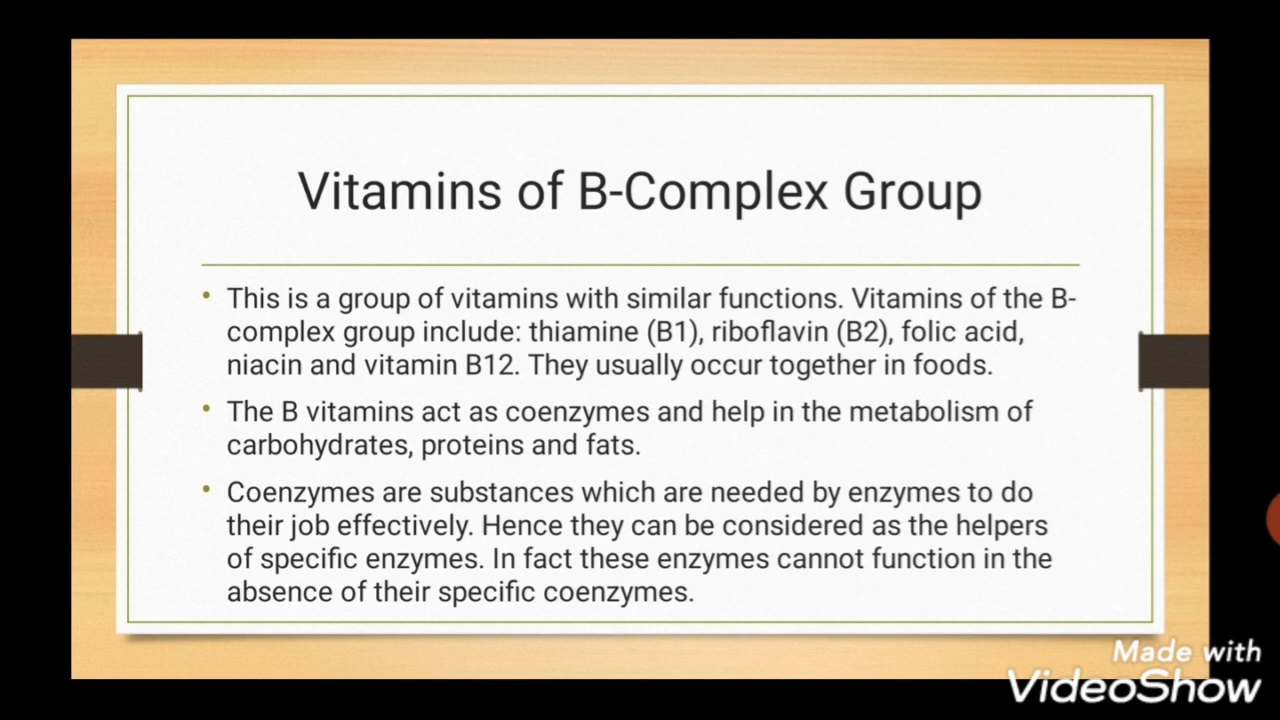 Vitamins of B-Complex Group
• This is a group of vitamins with similar functions. Vitamins of the B-
complex group include: thiamine (B1), riboflavin (B2), folic acid,
niacin and vitamin B12. They usually occur together in foods.
• The B vitamins act as coenzymes and help in the metabolism of
carbohydrates, proteins and fats.
• Coenzymes are substances which are needed by enzymes to do
their job effectively. Hence they can be considered as the helpers
of specific enzymes. In fact these enzymes cannot function in the
absence of their specific coenzymes.
Made with
VideoShow